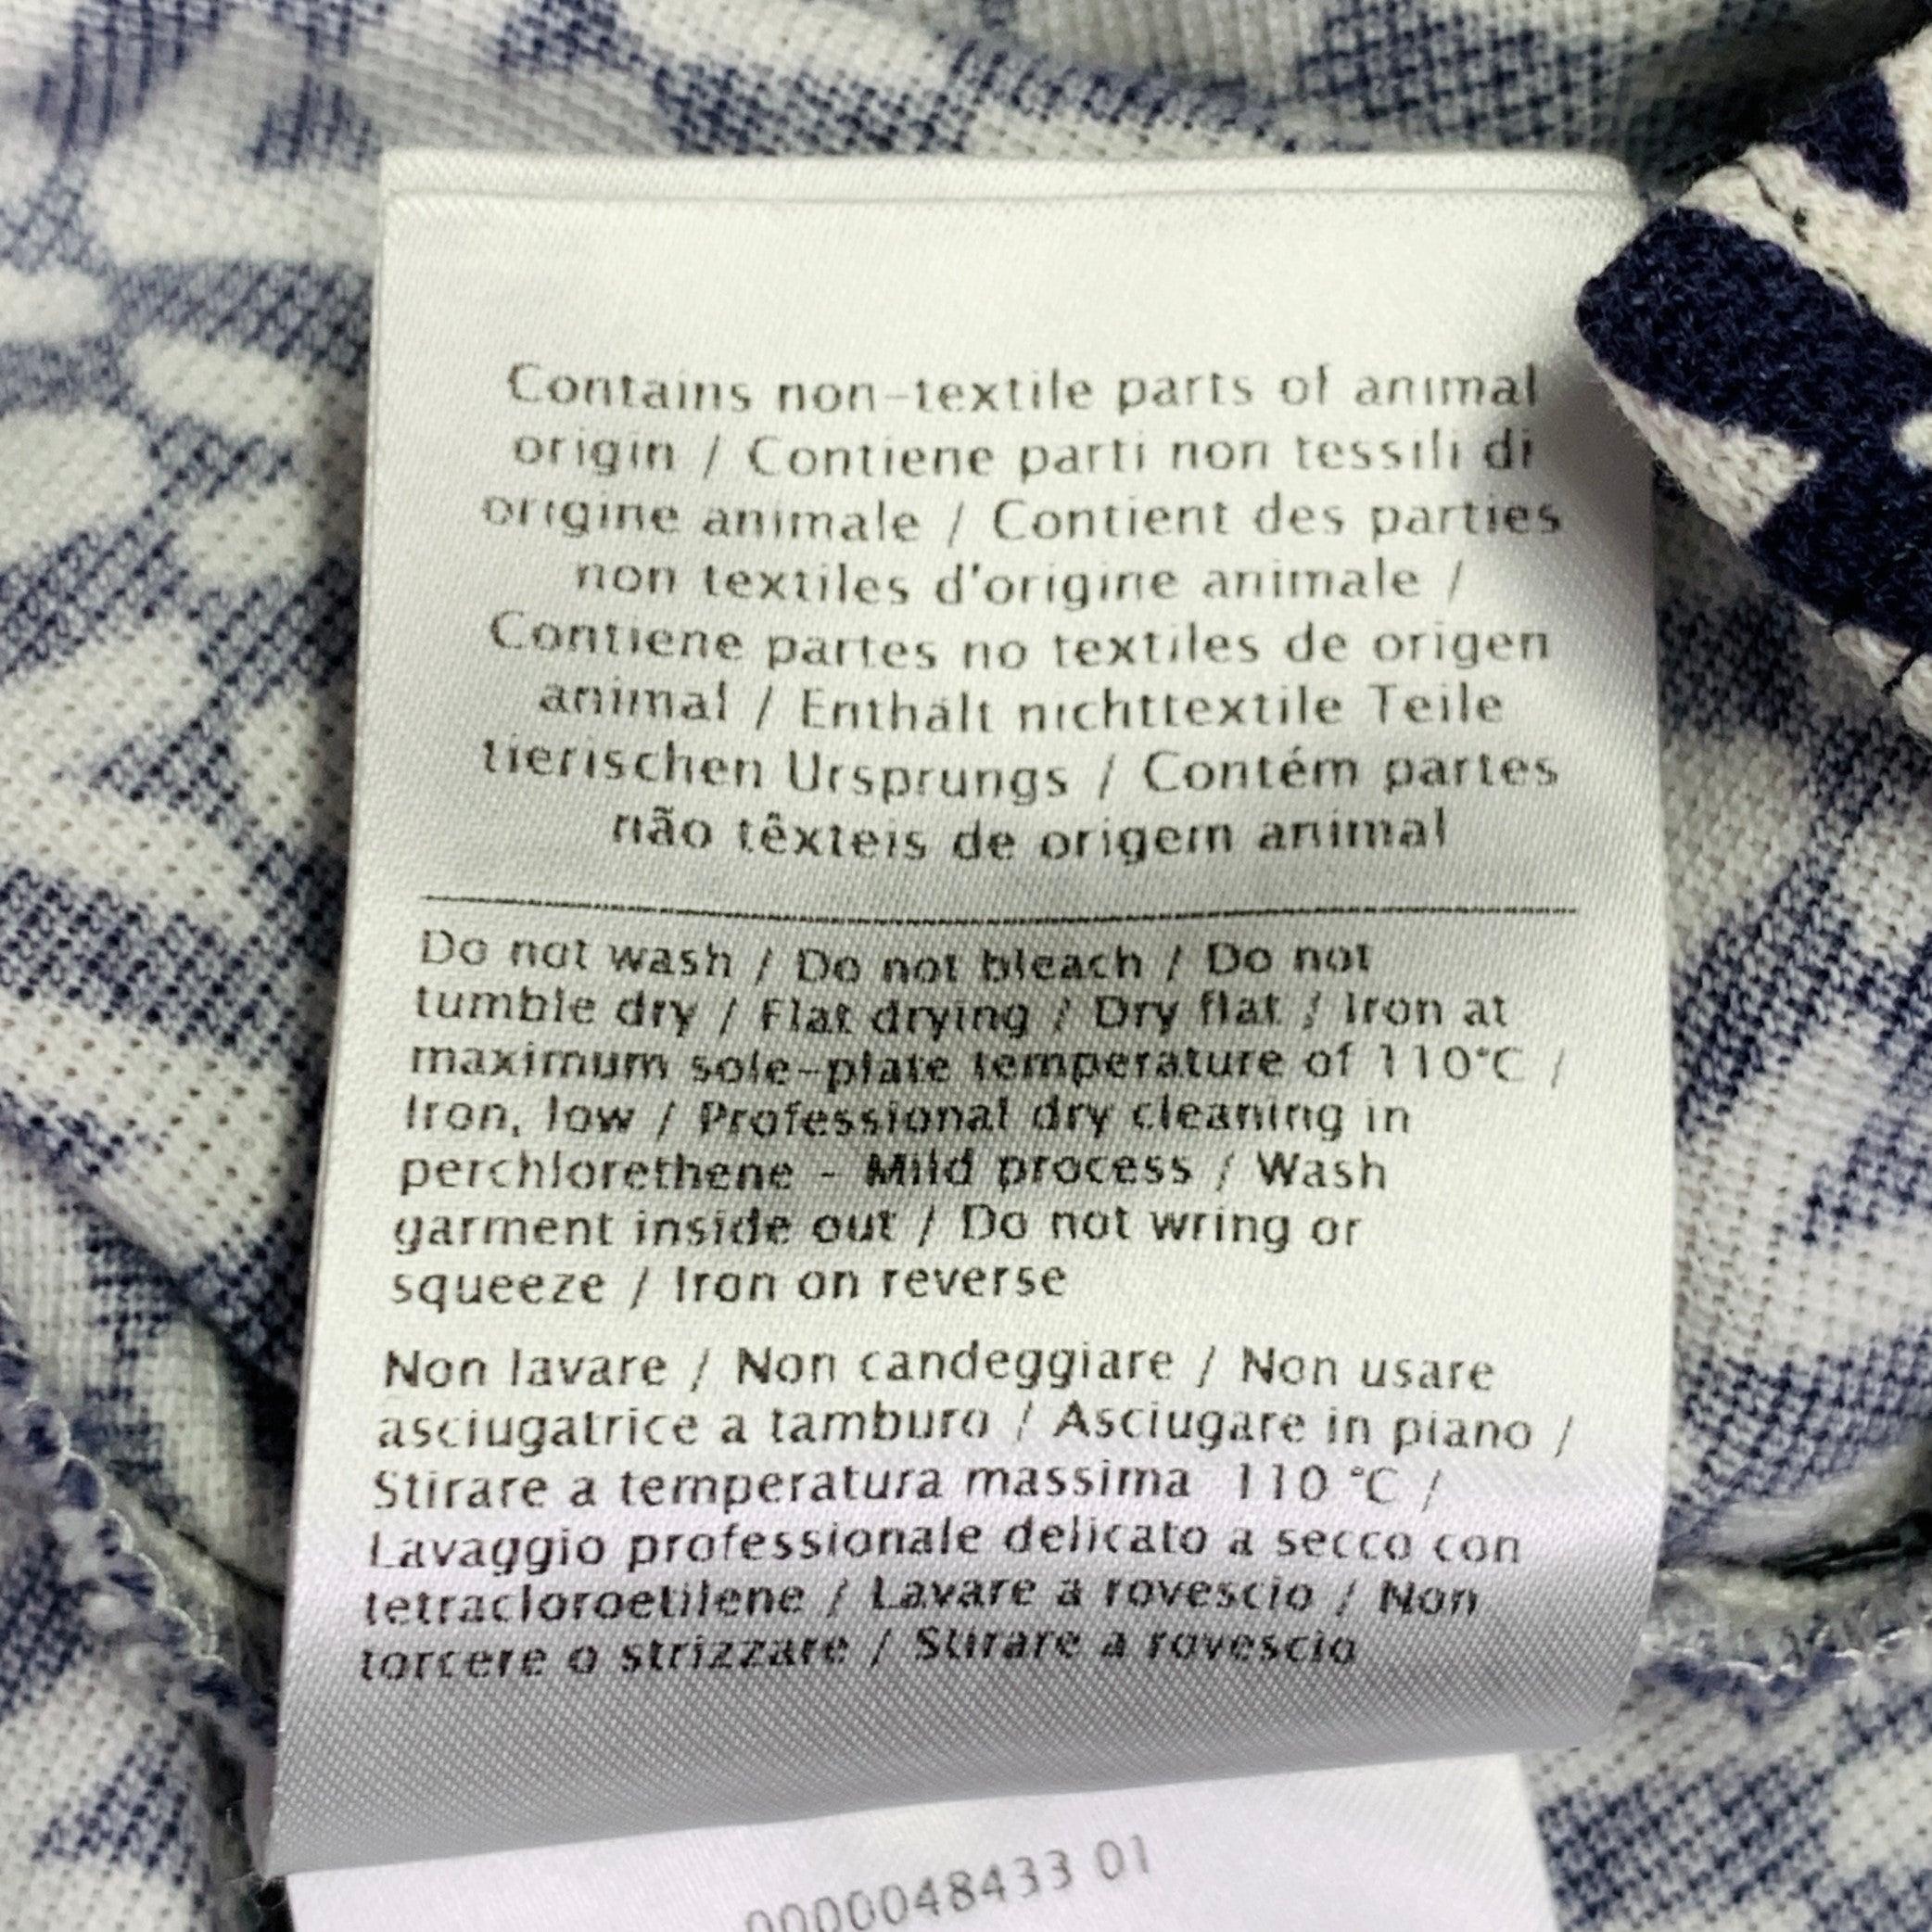 Contains non-textile parts of animal
origin / Contiene parti non tessili di
origine animale / Contient des parties
non textiles d'origine animale /
Contiene partes no textiles de origen
animal / Enthält nichttextile Teile
tierischen Ursprungs / Contém partes
não têxteis de origem animal
Do not wash / Do not bleach / Do not
tumble dry / Flat drying / Dry flat / Iron at
maximum sole-plate temperature of 110°C /
Iron, low / Professional dry cleaning in
perchlorethene - Mild process / Wash
garment inside out / Do not wring or
squeeze / Iron on reverse
Non lavare / Non candeggiare / Non usare
asciugatrice a tamburo / Asciugare in piano /
Stirare a temperatura massima 110 °C /
Lavaggio professionale delicato a secco con
tetracloroetilene / Lavare a rovescio / Non
torcere o strizzare / Stirare a rovescio
0000048433 01